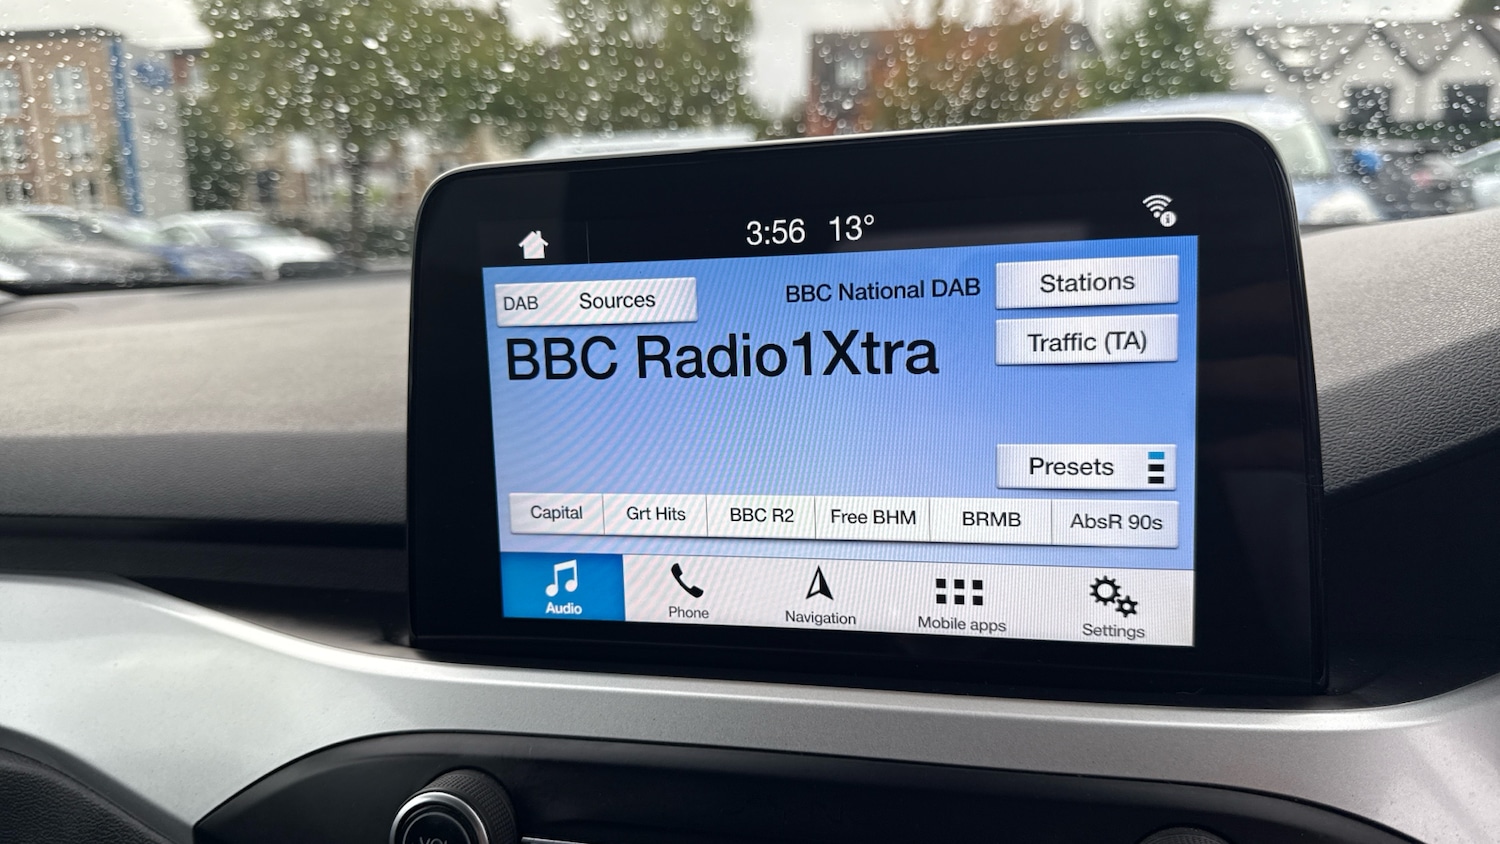 3:56 13°
DAB Sources
BBC National DAB
Stations
BBC Radio1Xtra
Traffic (TA)
Presets
Capital
Grt Hits
BBC R2
Free BHM
BRMB
AbsR 90s
Audio
Phone
Navigation
Mobile apps
Settings